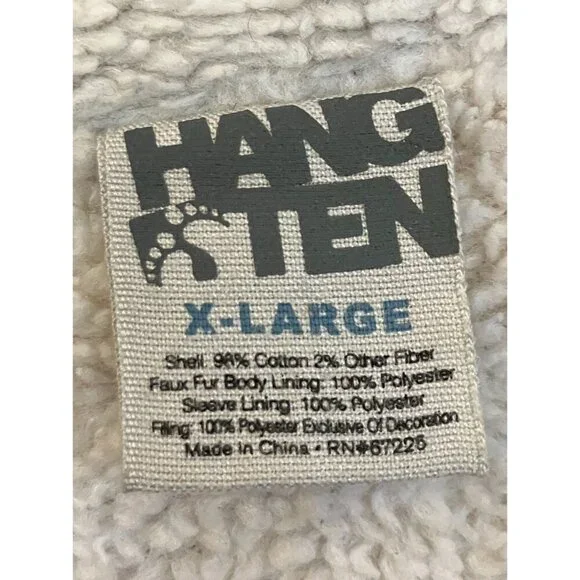 HANG
TEN
X-LARGE
Shell: 98% Cotton 2% Other Fiber
Faux Fur Body Lining: 100% Polyester
Sleeve Lining: 100% Polyester
Filling: 100% Polyester Exclusive Of Decoration
Made in China • RN#67225